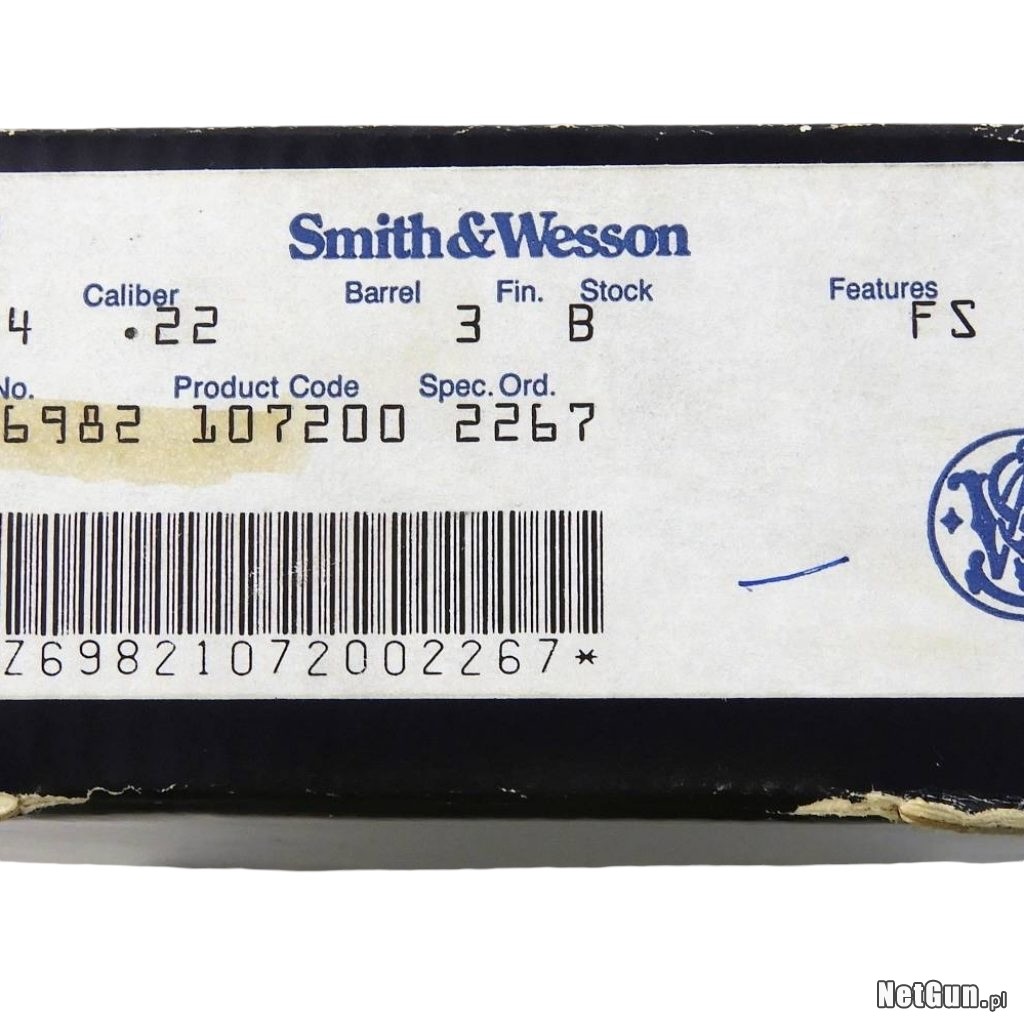 Smith&Wesson
Caliber Barrel Fin. Stock Features
4 .22 3 B FS
No. Product Code Spec. Ord.
6982 107200 2267
Z69821072002267*
NetGun.pl